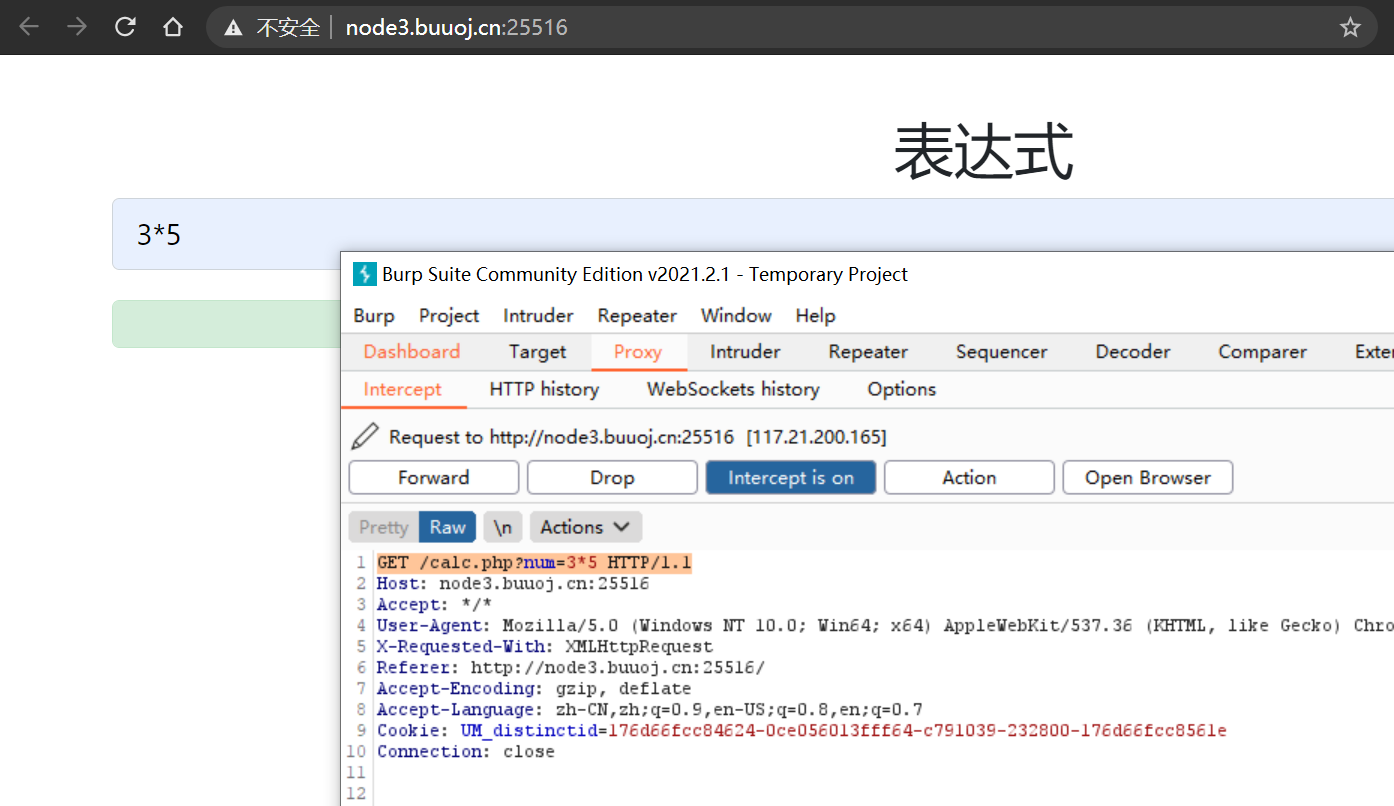 不安全 node3.buuoj.cn:25516
表达式
3*5
Burp Suite Community Edition v2021.2.1 - Temporary Project
Burp Project Intruder Repeater Window Help
Dashboard Target Proxy Intruder Repeater Sequencer Decoder Comparer Exter
Intercept HTTP history WebSockets history Options
Request to http://node3.buuoj.cn:25516 [117.21.200.165]
Forward Drop Intercept is on Action Open Browser
Pretty Raw \n Actions
1 GET /calc.php?num=3*5 HTTP/1.1
2 Host: node3.buuoj.cn:25516
3 Accept: */*
4 User-Agent: Mozilla/5.0 (Windows NT 10.0; Win64; x64) AppleWebKit/537.36 (KHTML, like Gecko) Chro
5 X-Requested-With: XMLHttpRequest
6 Referer: http://node3.buuoj.cn:25516/
7 Accept-Encoding: gzip, deflate
8 Accept-Language: zh-CN,zh;q=0.9,en-US;q=0.8,en;q=0.7
9 Cookie: UM_distinctid=176d66fcc84624-0ce056013fff64-c791039-232800-176d66fcc8561e
10 Connection: close
11
12